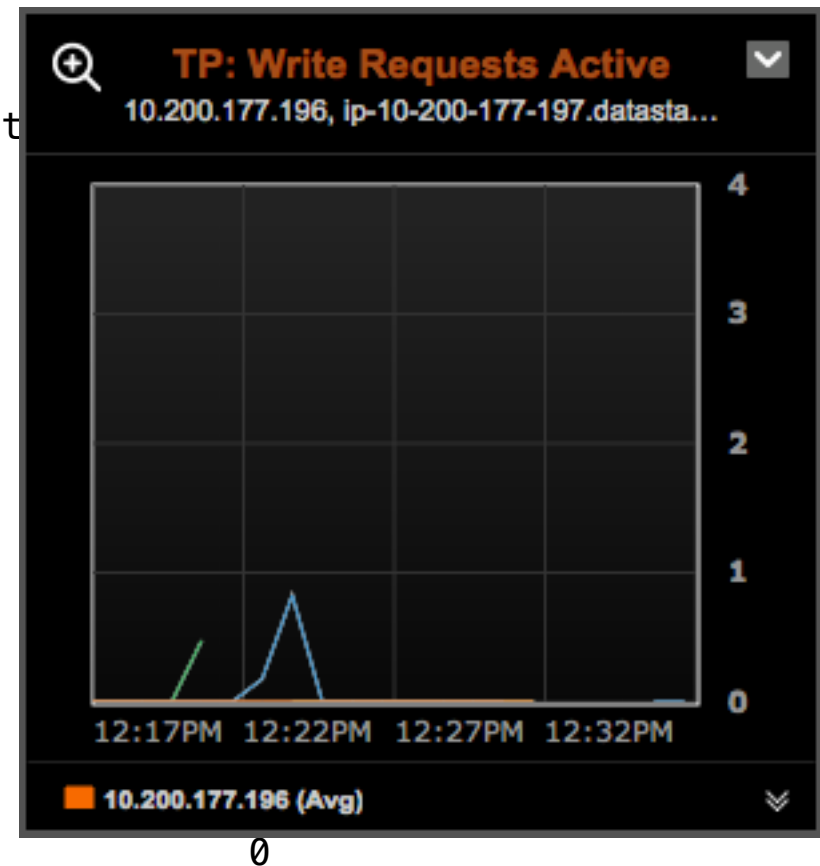 TP: Write Requests Active
10.200.177.196, ip-10-200-177-197.datasta...
t
4
3
2
1
0
12:17PM 12:22PM 12:27PM 12:32PM
10.200.177.196 (Avg)
0